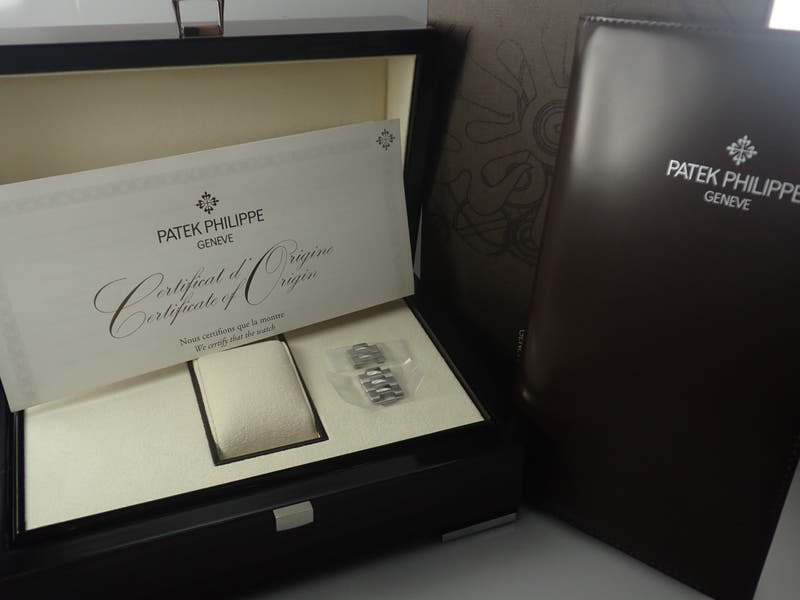 PATEK PHILIPPE
GENEVE
Certificat d'Origine
Certificate of Origin
Nous certifions que la montre
We certify that the watch
PATEK PHILIPPE
GENEVE